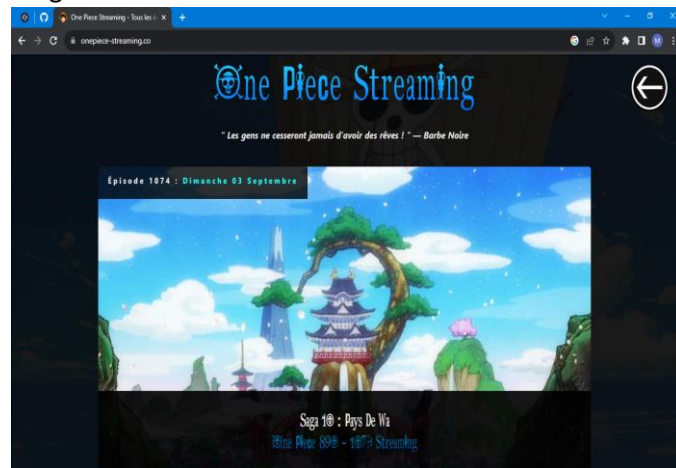 One Piece Streaming - Tous les é
onepiece-streaming.co
M
One Piece Streaming
" Les gens ne cesseront jamais d'avoir des rêves ! " — Barbe Noire
Épisode 1074 : Dimanche 03 Septembre
Saga 10 : Pays De Wa
One Piece 890 - 1073 Streaming